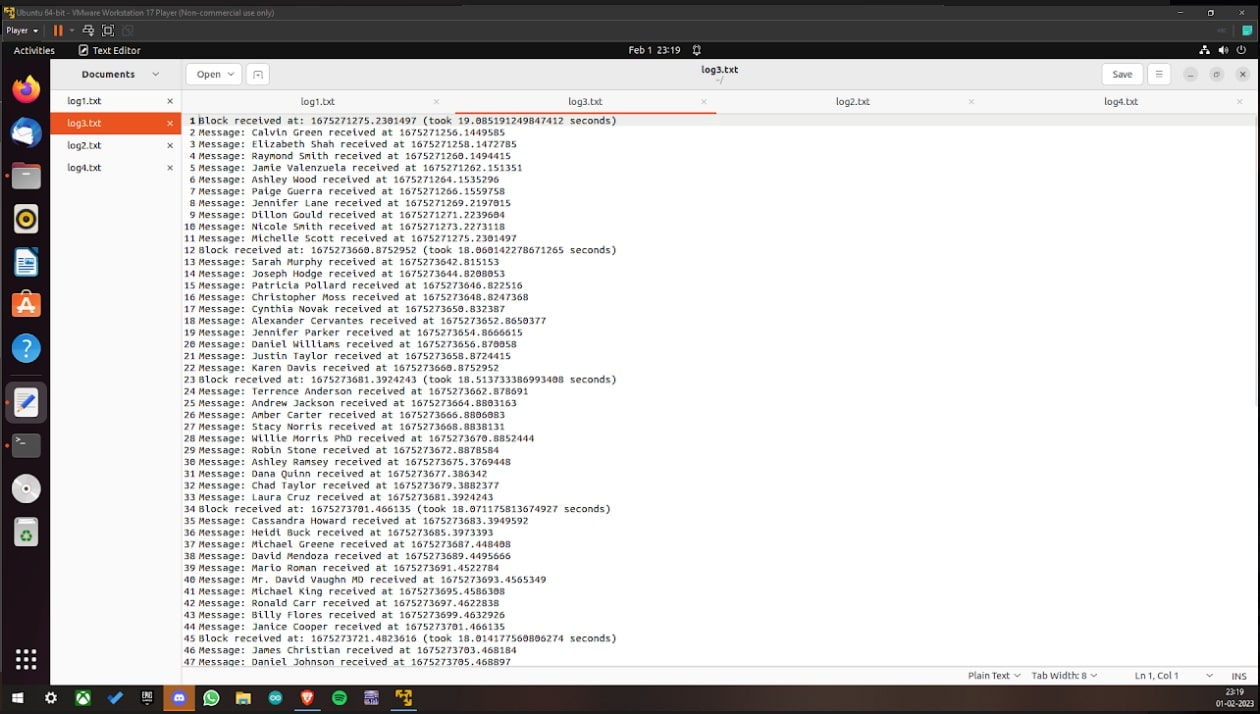 Ubuntu 64-bit - VMware Workstation 17 Player (Non-commercial use only)
Player
Activities Text Editor Feb 1 23:19
Documents Open log3.txt Save
~/
log1.txt log1.txt log3.txt log2.txt log4.txt
log3.txt
log2.txt
log4.txt
1 Block received at: 1675271275.2301497 (took 19.085191249847412 seconds)
2 Message: Calvin Green received at 1675271256.1449585
3 Message: Elizabeth Shah received at 1675271258.1472785
4 Message: Raymond Smith received at 1675271260.1494415
5 Message: Jamie Valenzuela received at 1675271262.151351
6 Message: Ashley Wood received at 1675271264.1535296
7 Message: Paige Guerra received at 1675271266.1559758
8 Message: Jennifer Lane received at 1675271269.2197015
9 Message: Dillon Gould received at 1675271271.2239604
10 Message: Nicole Smith received at 1675271273.2273118
11 Message: Michelle Scott received at 1675271275.2301497
12 Block received at: 1675273660.8752952 (took 18.060142278671265 seconds)
13 Message: Sarah Murphy received at 1675273642.815153
14 Message: Joseph Hodge received at 1675273644.8208053
15 Message: Patricia Pollard received at 1675273646.822516
16 Message: Christopher Moss received at 1675273648.8247368
17 Message: Cynthia Novak received at 1675273650.832387
18 Message: Alexander Cervantes received at 1675273652.8650377
19 Message: Jennifer Parker received at 1675273654.8666615
20 Message: Daniel Williams received at 1675273656.870058
21 Message: Justin Taylor received at 1675273658.8724415
22 Message: Karen Davis received at 1675273660.8752952
23 Block received at: 1675273681.3924243 (took 18.513733386993408 seconds)
24 Message: Terrence Anderson received at 1675273662.878691
25 Message: Andrew Jackson received at 1675273664.8803163
26 Message: Amber Carter received at 1675273666.8806083
27 Message: Stacy Norris received at 1675273668.8838131
28 Message: Willie Morris PhD received at 1675273670.8852444
29 Message: Robin Stone received at 1675273672.8878584
30 Message: Ashley Ramsey received at 1675273675.3769448
31 Message: Dana Quinn received at 1675273677.386342
32 Message: Chad Taylor received at 1675273679.3882377
33 Message: Laura Cruz received at 1675273681.3924243
34 Block received at: 1675273701.466135 (took 18.071175813674927 seconds)
35 Message: Cassandra Howard received at 1675273683.3949592
36 Message: Heidi Buck received at 1675273685.3973393
37 Message: Michael Greene received at 1675273687.448408
38 Message: David Mendoza received at 1675273689.4495666
39 Message: Mario Roman received at 1675273691.4522784
40 Message: Mr. David Vaughn MD received at 1675273693.4565349
41 Message: Michael King received at 1675273695.4586308
42 Message: Ronald Carr received at 1675273697.4622838
43 Message: Billy Flores received at 1675273699.4632926
44 Message: Janice Cooper received at 1675273701.466135
45 Block received at: 1675273721.4823616 (took 18.014177560806274 seconds)
46 Message: James Christian received at 1675273703.468184
47 Message: Daniel Johnson received at 1675273705.468897
Plain Text Tab Width: 8 Ln 1, Col 1 INS
23:19
01-02-2023